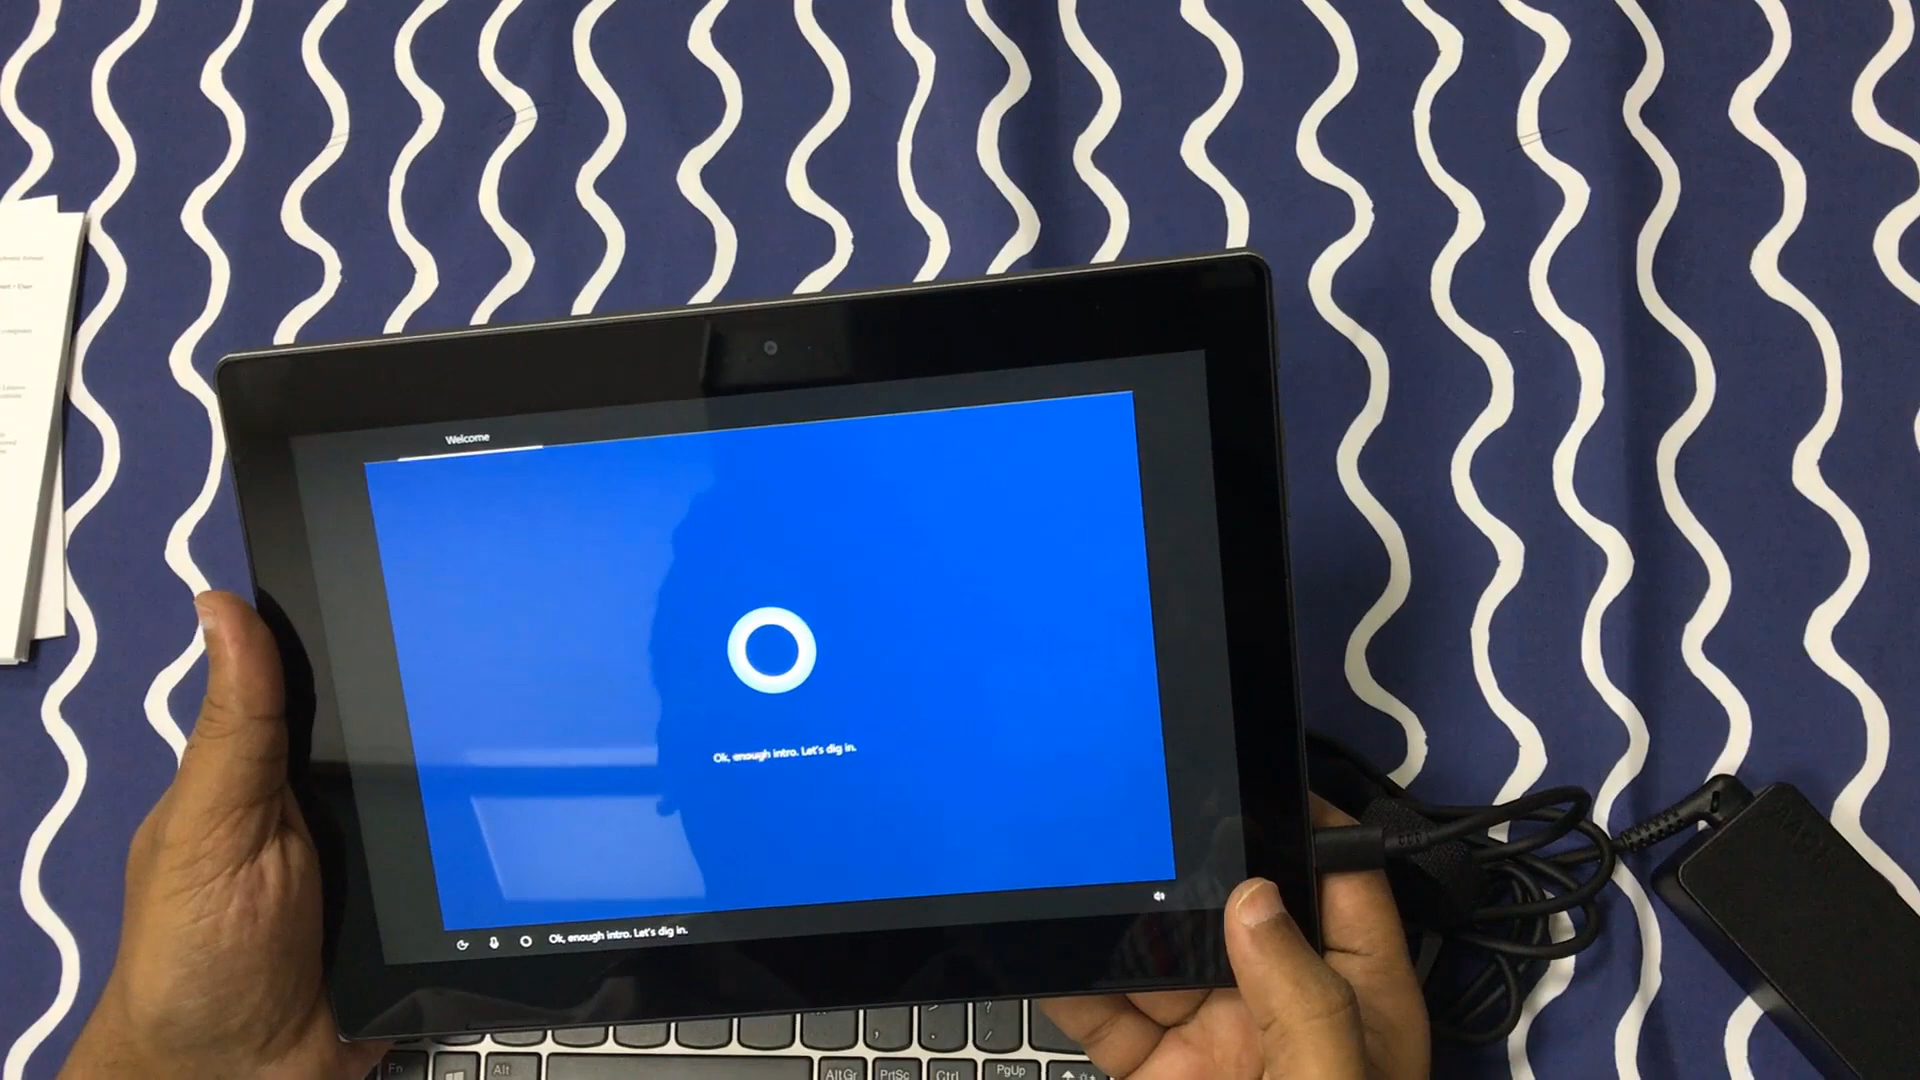 Welcome
Ok, enough intro. Let's dig in.
Ok, enough intro. Let's dig in.
Fn
Alt
AltGr
PrtSc
Ctrl
PgUp